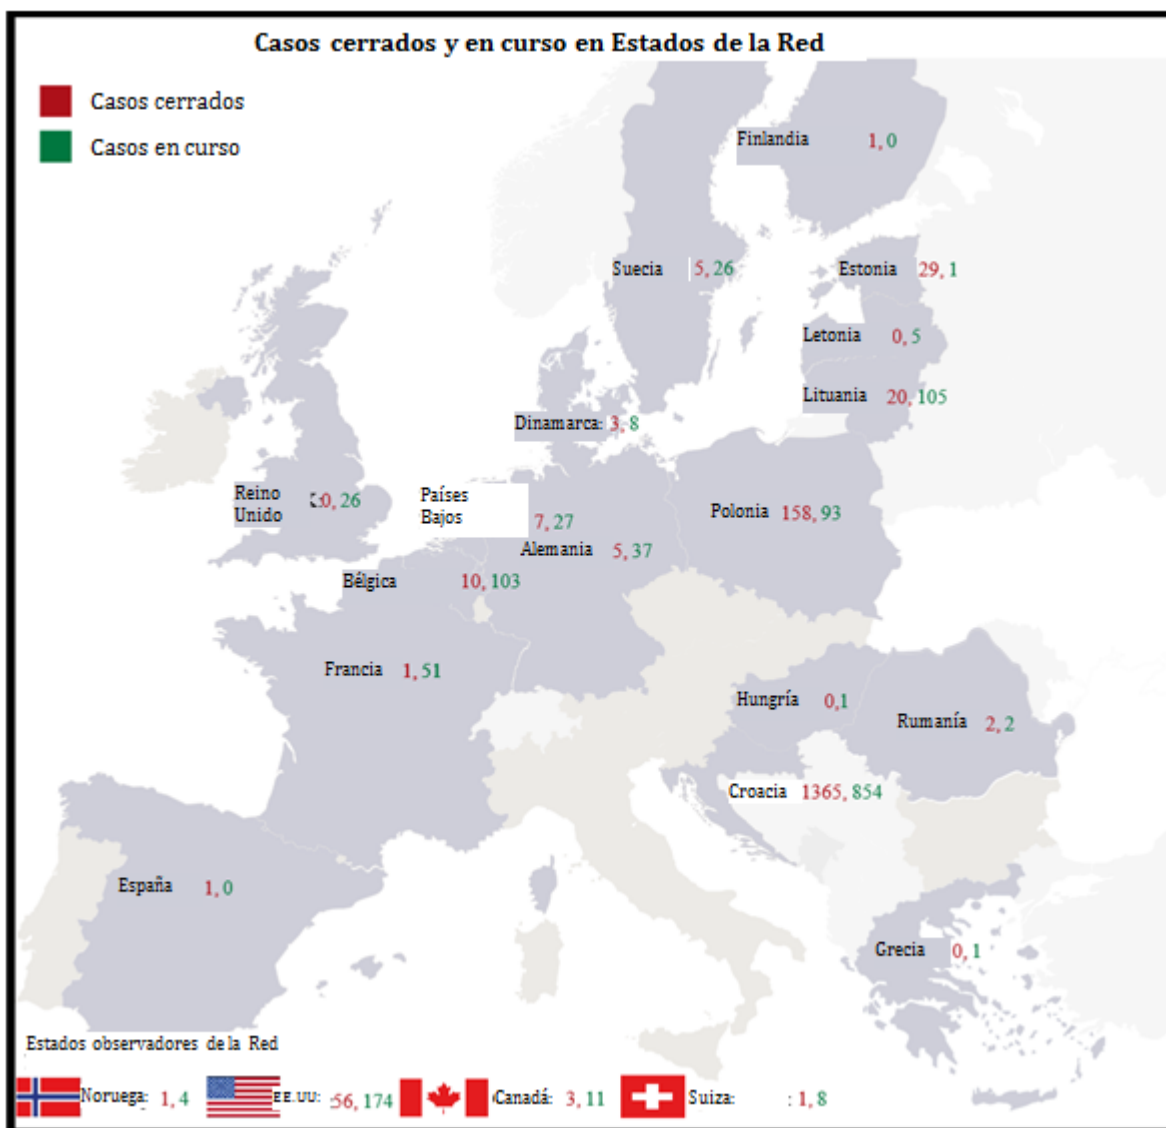 Casos cerrados y en curso en Estados de la Red
Casos cerrados
Casos en curso
Finlandia 1, 0
Suecia 5, 26
Estonia 29, 1
Letonia 0, 5
Lituania 20, 105
Dinamarca: 3, 8
Reino
Unido :0, 26
Países
Bajos 7, 27
Polonia 158, 93
Alemania 5, 37
Bélgica 10, 103
Francia 1, 51
Hungría 0,1
Rumanía 2, 2
Croacia 1365, 854
España 1, 0
Grecia 0, 1
Estados observadores de la Red
Noruega: 1, 4 EE.UU: :56, 174 Canadá: 3, 11 Suiza: : 1, 8